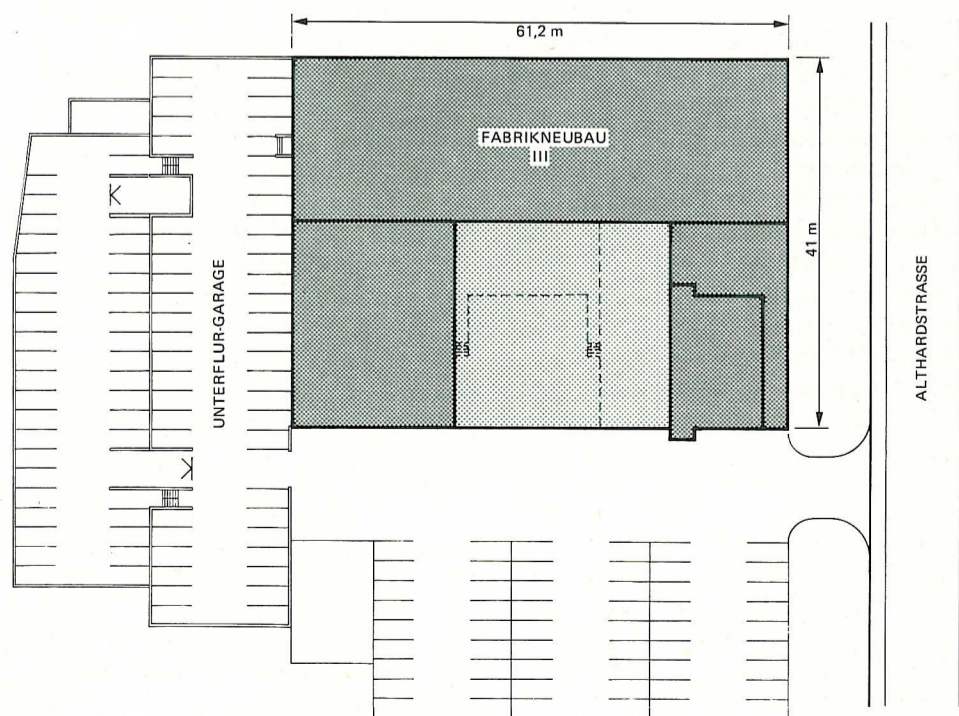 61,2 m
FABRIKNEUBAU
III
41 m
UNTERFLUR-GARAGE
ALTHARDSTRASSE